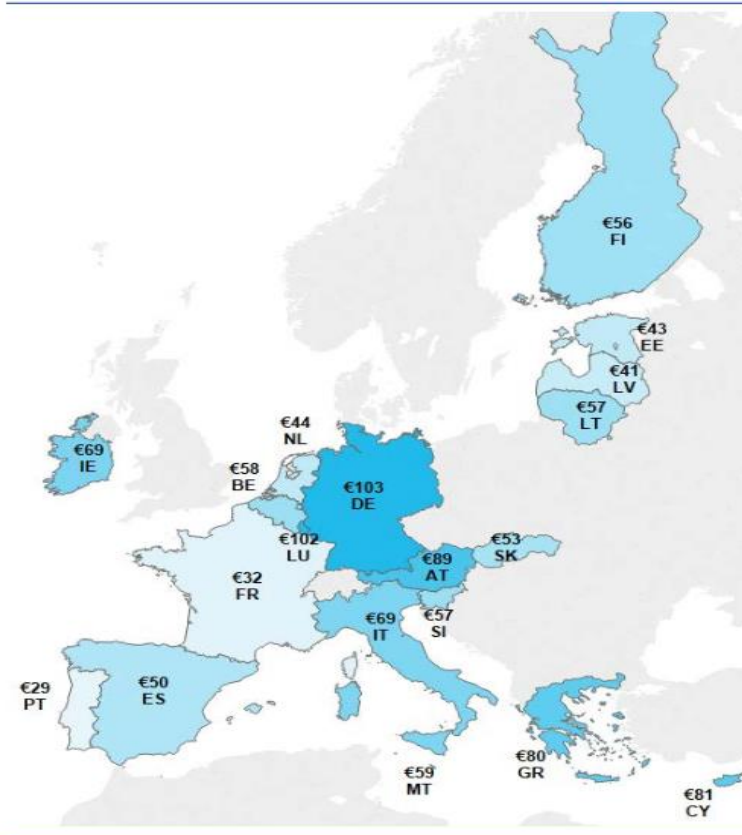 €56
FI
€43
EE
€41
LV
€57
LT
€44
NL
€69
IE
€58
BE
€103
DE
€102
LU
€53
SK
€89
AT
€32
FR
€69
IT
€57
SI
€29
PT
€50
ES
€59
MT
€80
GR
€81
CY